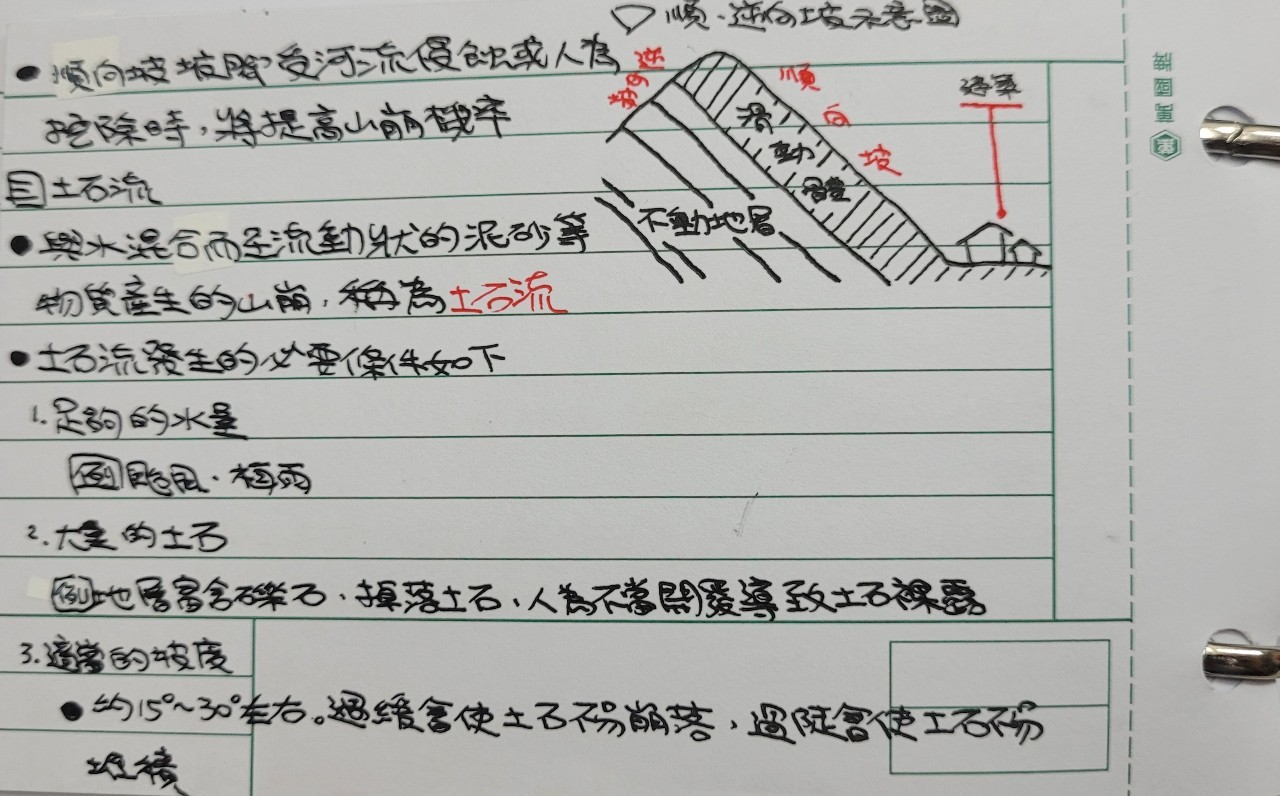 ▽順、逆向坡示意圖
●順向坡坡腳受河流侵蝕或人為
挖除時，將提高山崩機率
逆向坡
順向坡
滑動岩層
不動地層
三土石流
●與水混合而呈流動狀的泥砂等
物質產生的山崩，稱為土石流
●土石流發生的必要條件如下
1.足夠的水量
例颱風、梅雨
2.大量的土石
例地層富含礫石、掉落土石、人為不當開發導致土石裸露
3.適當的坡度
●約15°~30°左右。過緩會使土石不易崩落，過陡會使土石不易
堆積